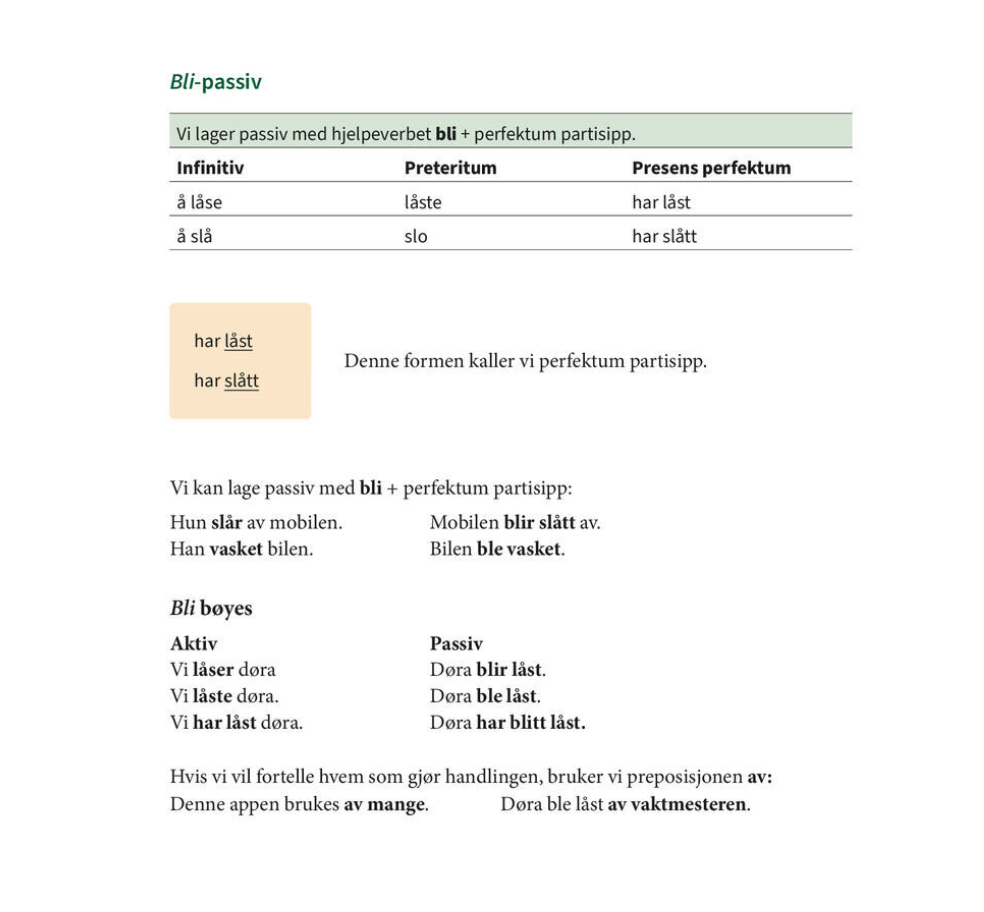 Bli-passiv
Vi lager passiv med hjelpeverbet bli + perfektum partisipp.
Infinitiv Preteritum Presens perfektum
å låse låste har låst
å slå slo har slått
har låst
har slått
Denne formen kaller vi perfektum partisipp.
Vi kan lage passiv med bli + perfektum partisipp:
Hun slår av mobilen. Mobilen blir slått av.
Han vasket bilen. Bilen ble vasket.
Bli bøyes
Aktiv Passiv
Vi låser døra Døra blir låst.
Vi låste døra. Døra ble låst.
Vi har låst døra. Døra har blitt låst.
Hvis vi vil fortelle hvem som gjør handlingen, bruker vi preposisjonen av:
Denne appen brukes av mange. Døra ble låst av vaktmesteren.